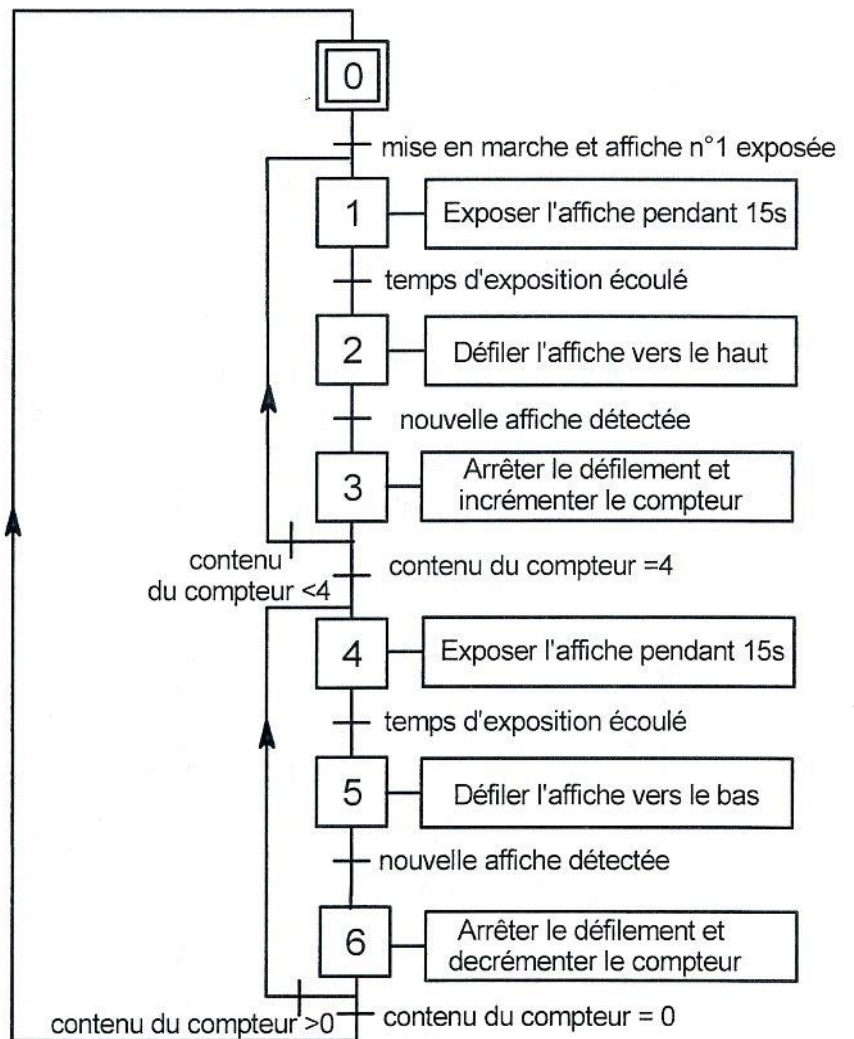 0
mise en marche et affiche n°1 exposée
1
Exposer l'affiche pendant 15s
temps d'exposition écoulé
2
Défiler l'affiche vers le haut
nouvelle affiche détectée
3
Arrêter le défilement et
incrémenter le compteur
contenu
du compteur <4
contenu du compteur =4
4
Exposer l'affiche pendant 15s
temps d'exposition écoulé
5
Défiler l'affiche vers le bas
nouvelle affiche détectée
6
Arrêter le défilement et
decrémenter le compteur
contenu du compteur >0
contenu du compteur = 0